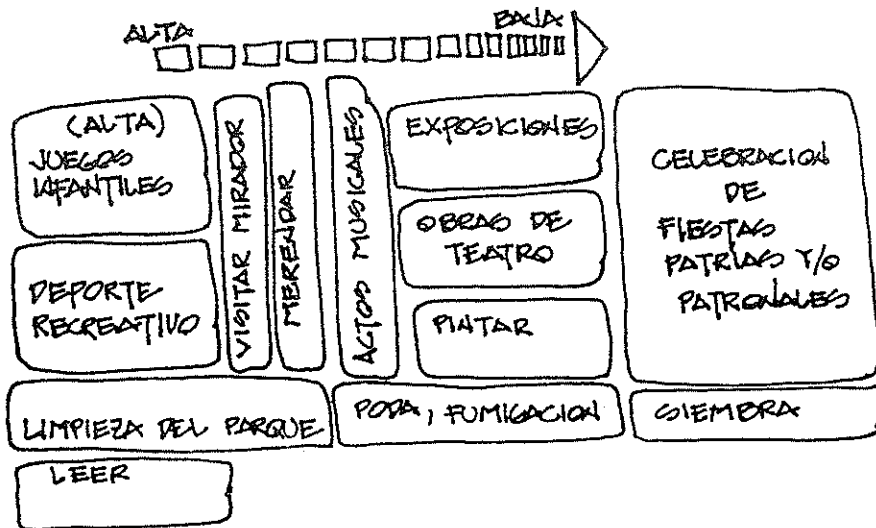 ALTA
BAJA
(ALTA)
JUEGOS
INFANTILES
DEPORTE
RECREATIVO
VISITAR MIRADOR
MERENDAR
ACTOS MUSICALES
EXPOSICIONES
OBRAS DE
TEATRO
PINTAR
CELEBRACION
DE
FIESTAS
PATRIAS Y/O
PATRONALES
LIMPIEZA DEL PARQUE
PODA, FUMIGACION
SIEMBRA
LEER